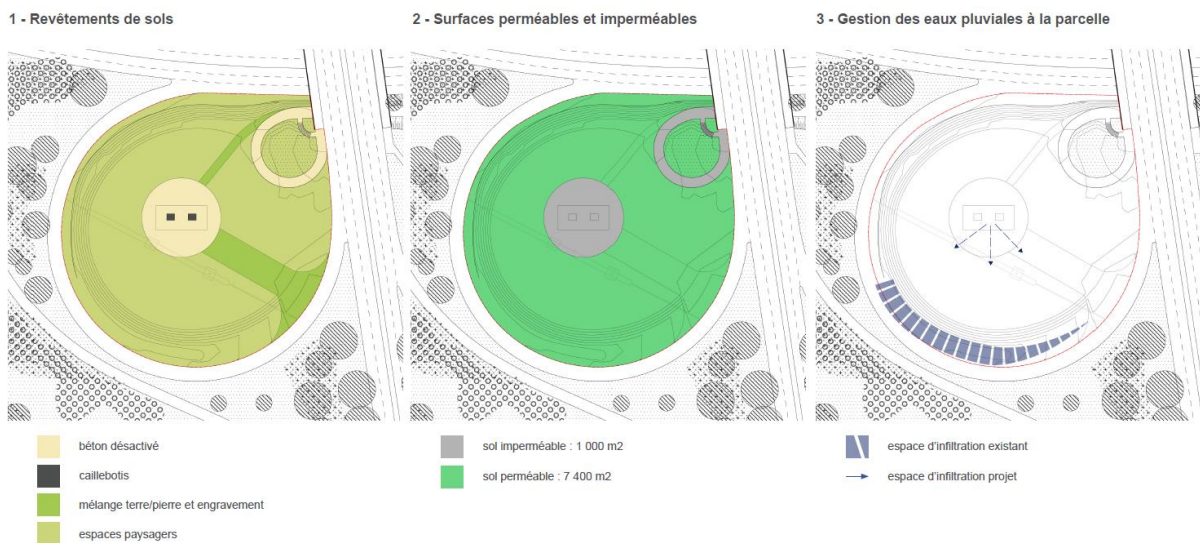 1 - Revêtements de sols
2 - Surfaces perméables et imperméables
3 - Gestion des eaux pluviales à la parcelle
béton désactivé
caillebotis
mélange terre/pierre et engravement
espaces paysagers
sol imperméable : 1 000 m2
sol perméable : 7 400 m2
espace d'infiltration existant
espace d'infiltration projet